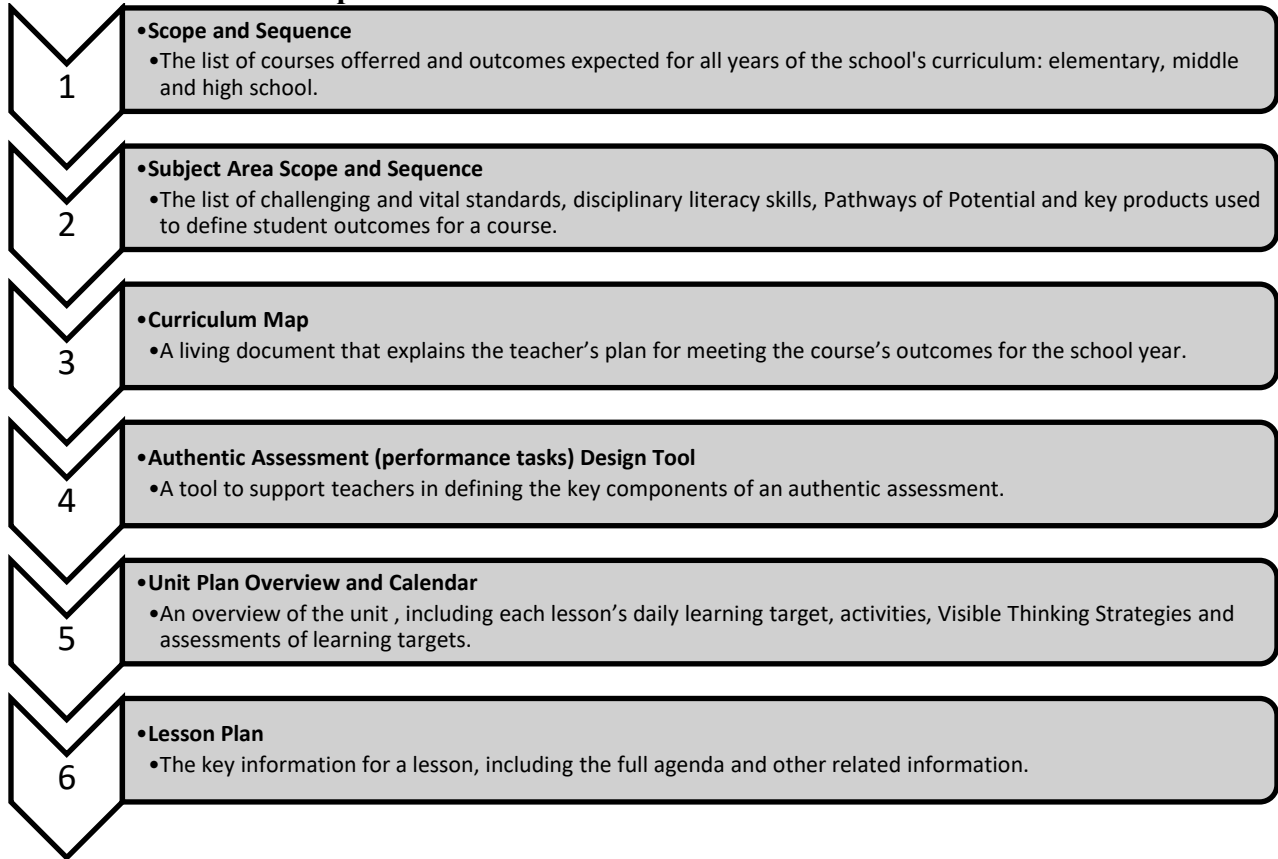 1
•Scope and Sequence
•The list of courses offerred and outcomes expected for all years of the school's curriculum: elementary, middle
and high school.
2
•Subject Area Scope and Sequence
•The list of challenging and vital standards, disciplinary literacy skills, Pathways of Potential and key products used
to define student outcomes for a course.
3
•Curriculum Map
•A living document that explains the teacher’s plan for meeting the course’s outcomes for the school year.
4
•Authentic Assessment (performance tasks) Design Tool
•A tool to support teachers in defining the key components of an authentic assessment.
5
•Unit Plan Overview and Calendar
•An overview of the unit , including each lesson’s daily learning target, activities, Visible Thinking Strategies and
assessments of learning targets.
6
•Lesson Plan
•The key information for a lesson, including the full agenda and other related information.